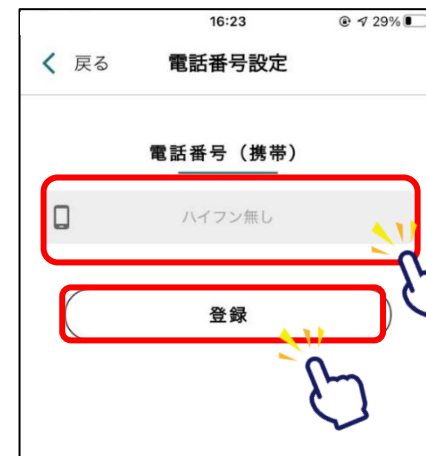 16:23 29%
戻る 電話番号設定
電話番号（携帯）
ハイフン無し
登録